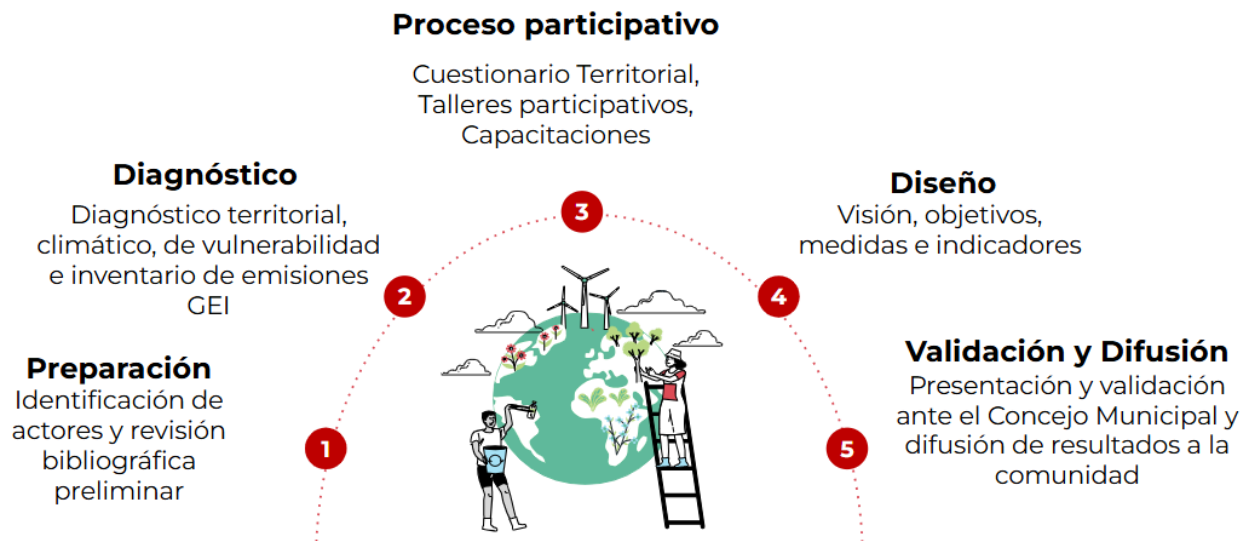 Proceso participativo
Cuestionario Territorial,
Talleres participativos,
Capacitaciones
3
Diagnóstico
Diagnóstico territorial,
climático, de vulnerabilidad
e inventario de emisiones
GEI
2
Diseño
Visión, objetivos,
medidas e indicadores
4
Preparación
Identificación de
actores y revisión
bibliográfica
preliminar
1
Validación y Difusión
Presentación y validación
ante el Concejo Municipal y
difusión de resultados a la
comunidad
5